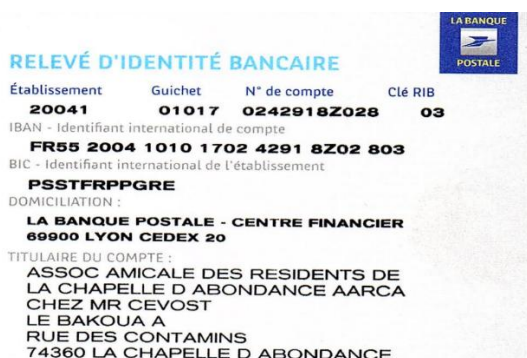 LA BANQUE
POSTALE
RELEVÉ D'IDENTITÉ BANCAIRE
Établissement Guichet N° de compte Clé RIB
20041 01017 0242918Z028 03
IBAN - Identifiant international de compte
FR55 2004 1010 1702 4291 8Z02 803
BIC - Identifiant international de l'établissement
PSSTFRPPGRE
DOMICILIATION :
LA BANQUE POSTALE - CENTRE FINANCIER
69900 LYON CEDEX 20
TITULAIRE DU COMPTE :
ASSOC AMICALE DES RESIDENTS DE
LA CHAPELLE D ABONDANCE AARCA
CHEZ MR CEVOST
LE BAKOUA A
RUE DES CONTAMINS
74360 LA CHAPELLE D ABONDANCE